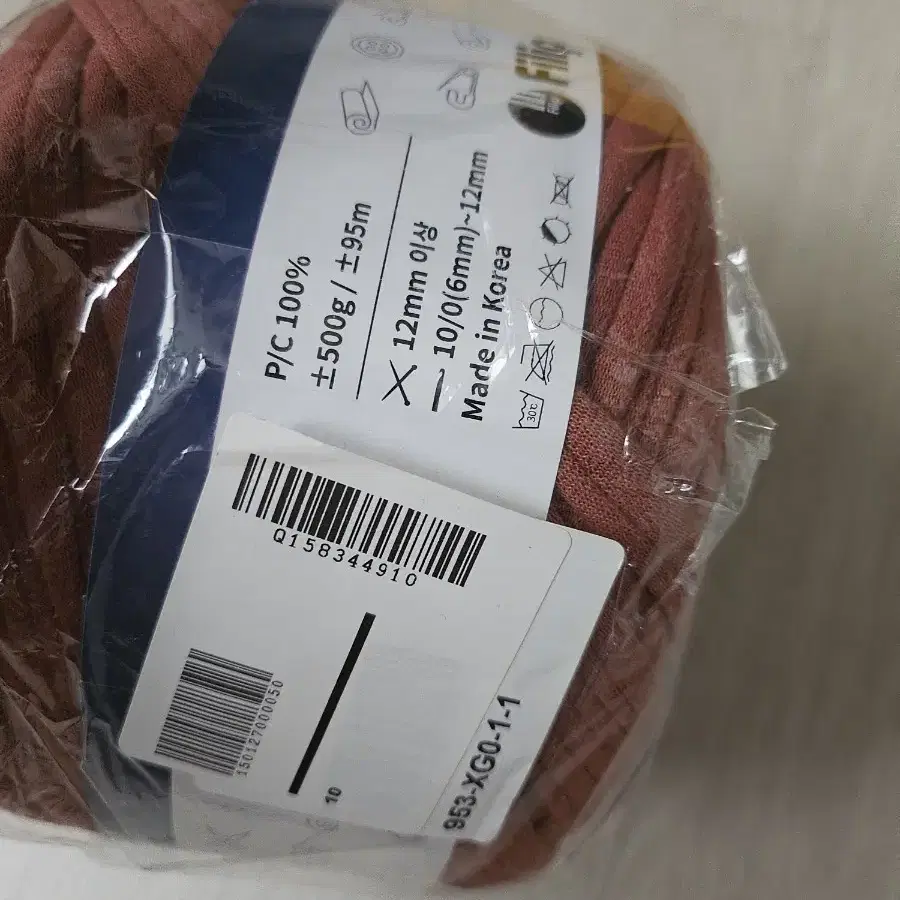 P/C 100%
±500g / ±95m
12mm 이상
10/0(6mm)~12mm
Made in Korea
30℃
Q158344910
150127000050
10
953-XG0-1-1